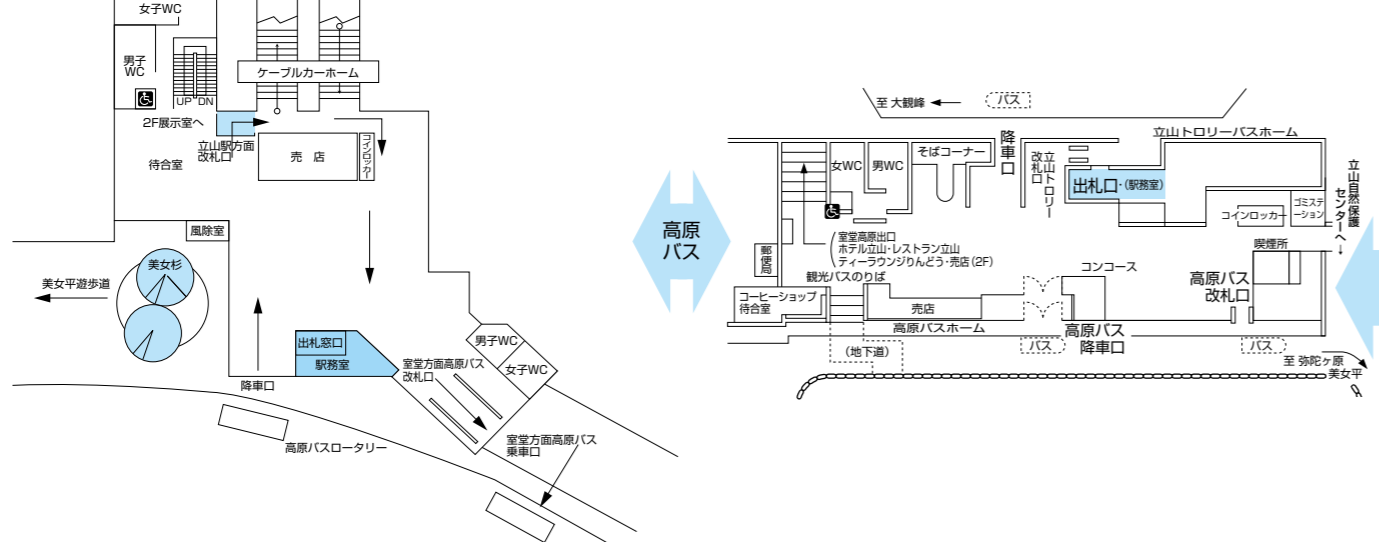 女子WC
男子
WC
UP DN
ケーブルカーホーム
2F展示室へ
立山駅方面
改札口
待合室
売 店
コインロッカー
風除室
美女杉
美女平遊歩道
出札窓口
駅務室
降車口
男子WC
女子WC
室堂方面高原バス
改札口
高原バスロータリー
室堂方面高原バス
乗車口
高原
バス
至 大観峰
バス
立山トロリーバスホーム
降車口
立山トロリー
改札口
女WC
男WC
そばコーナー
出札口・(駅務室)
コインロッカー
ゴミステ
ーション
立山自然保護
センターへ→
喫煙所
室堂高原出口
ホテル立山・レストラン立山
ティーラウンジりんどう・売店(2F)
郵便局
観光バスのりば
コーヒーショップ
待合室
売店
コンコース
高原バス
改札口
高原バスホーム
高原バス
降車口
(地下道)
バス
バス
至 弥陀ヶ原
美女平